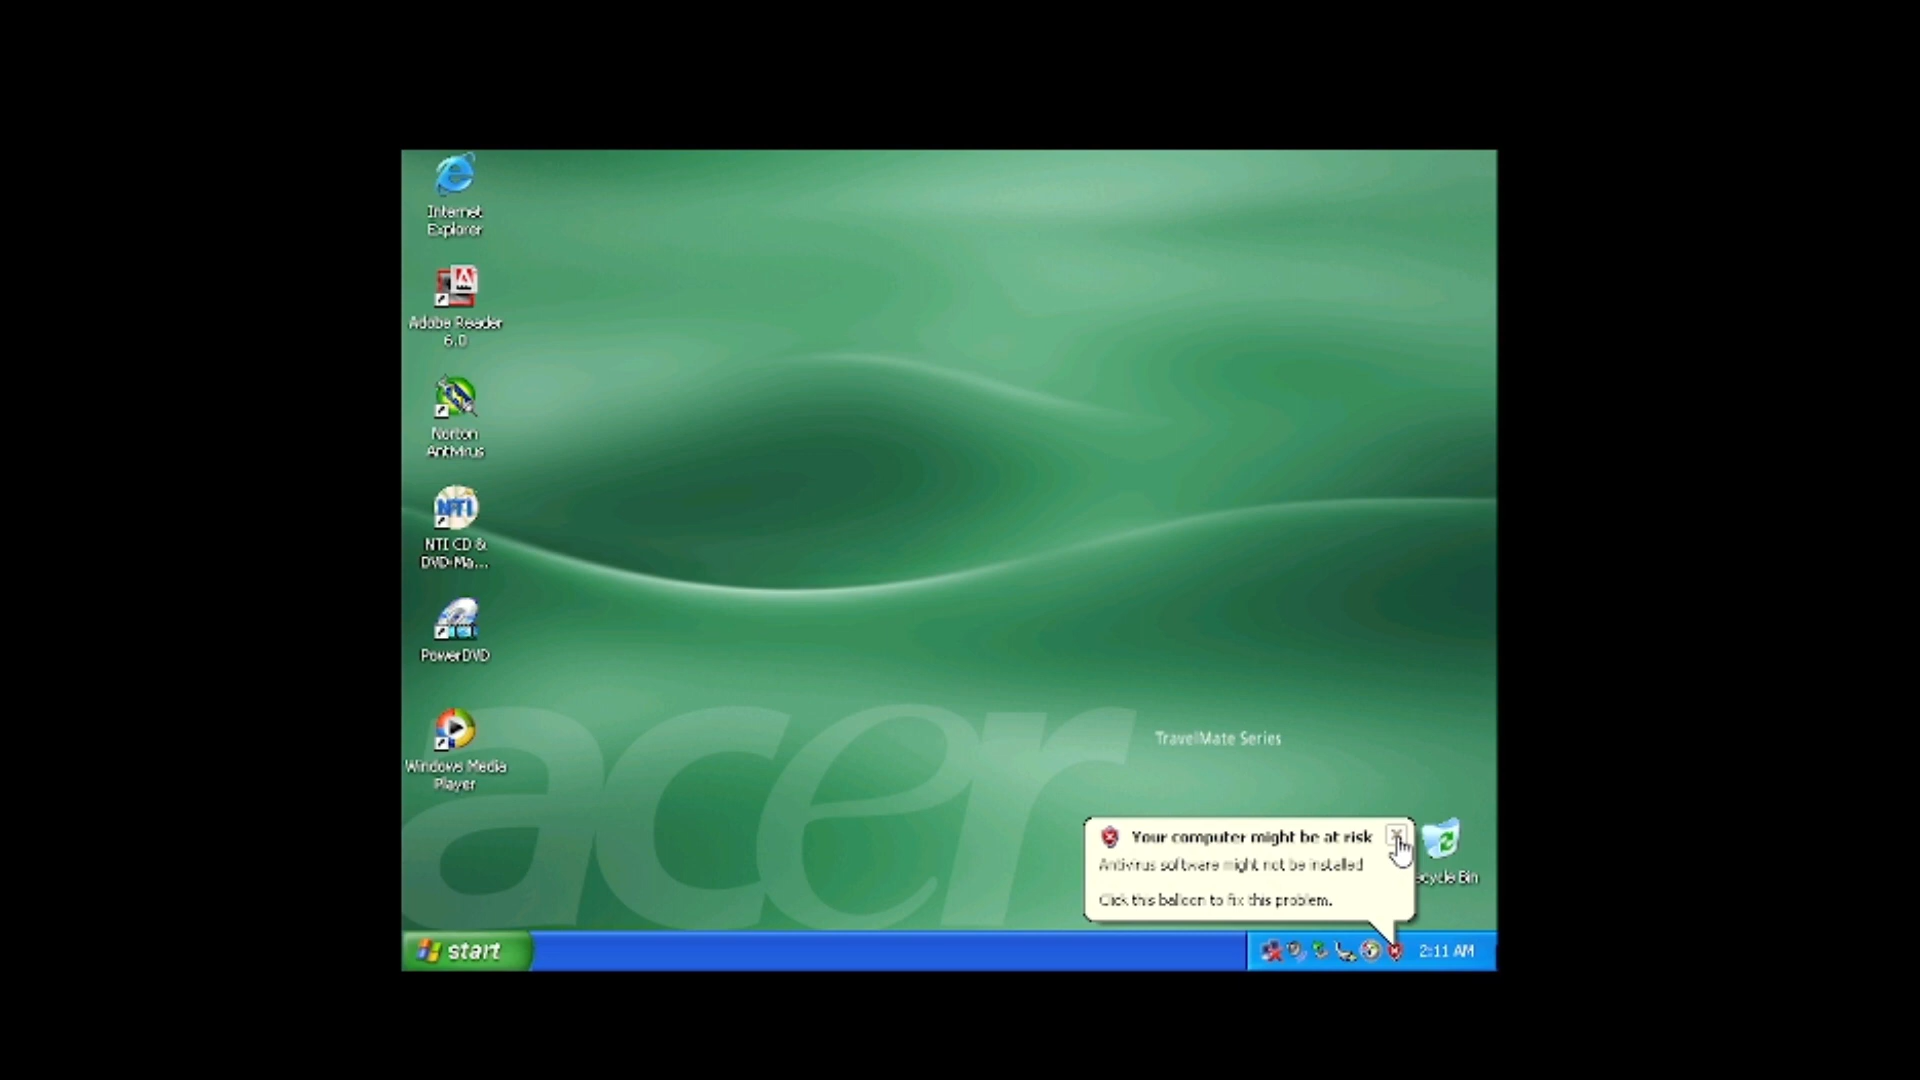 Internet
Explorer
Adobe Reader
6.0
Norton
AntiVirus
NTI
NTI CD &
DVD-Ma...
PowerDVD
Windows Media
Player
acer
TravelMate Series
Your computer might be at risk
Antivirus software might not be installed
Click this balloon to fix this problem.
ecycle Bin
start
2:11 AM